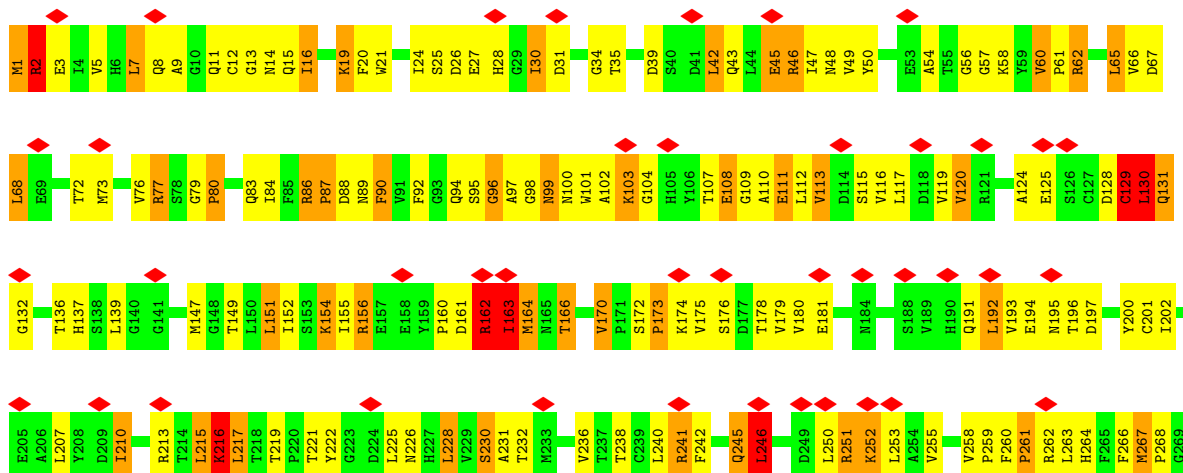 M1 R2 E3 I4 V5 H6 L7 Q8 A9 G10 Q11 C12 G13 N14 Q15 I16 K19 F20 W21 I24 S25 D26 E27 H28 G29 I30 D31 G34 T35 D39 S40 D41 L42 Q43 L44 E45 R46 I47 N48 V49 Y50 E53 A54 T55 G56 G57 K58 Y59 V60 P61 R62 L65 V66 D67
L68 E69 T72 M73 V76 R77 S78 G79 P80 Q83 I84 F85 R86 P87 D88 N89 F90 V91 F92 G93 Q94 S95 G96 A97 G98 N99 N100 W101 A102 K103 G104 H105 Y106 T107 E108 G109 A110 E111 L112 V113 D114 S115 V116 L117 D118 V119 V120 R121 A124 E125 S126 C127 D128 C129 L130 Q131
G132 T136 H137 S138 L139 G140 G141 M147 G148 T149 L150 L151 I152 S153 K154 I155 R156 E157 E158 Y159 P160 D161 R162 I163 M164 N165 T166 V170 P171 S172 P173 K174 V175 S176 D177 T178 V179 V180 E181 N184 S188 V189 H190 Q191 L192 V193 E194 N195 T196 D197 Y200 C201 I202
E205 A206 L207 Y208 D209 I210 R213 T214 L215 K216 L217 T218 T219 P220 T221 Y222 G223 D224 L225 N226 H227 L228 V229 S230 A231 T232 M233 V236 T237 T238 C239 L240 R241 F242 Q245 L246 D249 L250 R251 K252 L253 A254 V255 V258 P259 F260 P261 R262 L263 H264 F265 F266 M267 P268 G269